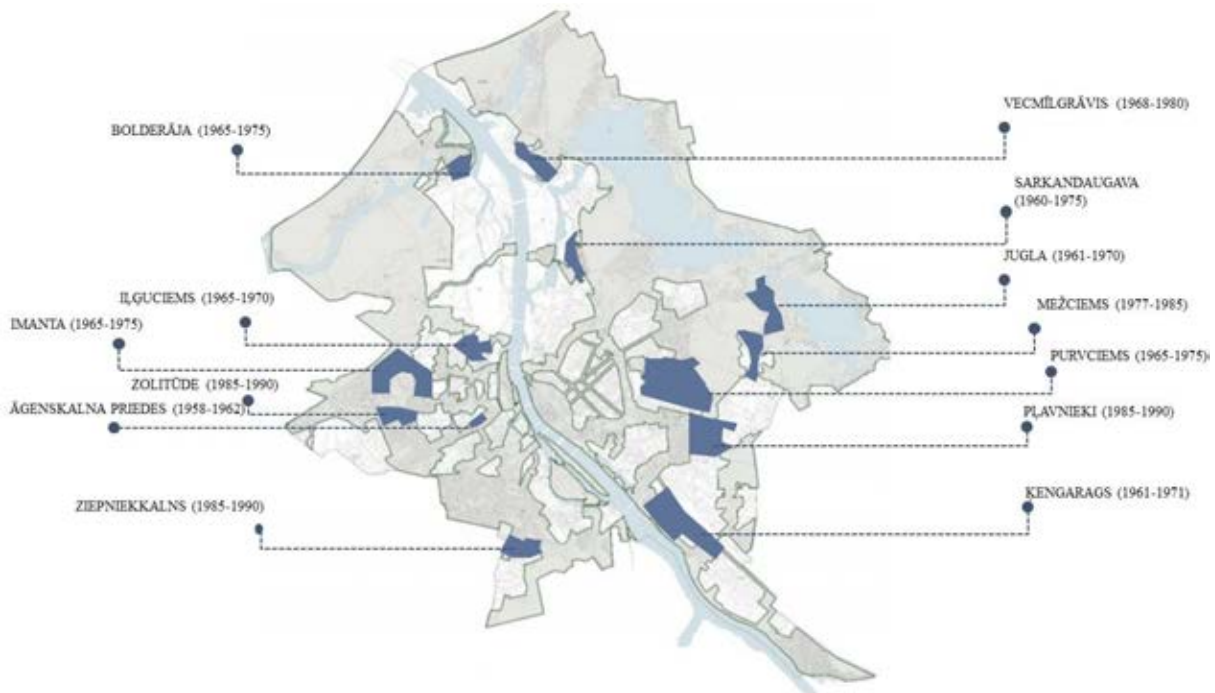 VECMĪLGRĀVIS (1968-1980)
BOLDERĀJA (1965-1975)
SARKANDAUGAVA
(1960-1975)
JUGLA (1961-1970)
IĻĢUCIEMS (1965-1970)
MEŽCIEMS (1977-1985)
IMANTA (1965-1975)
PURVCIEMS (1965-1975)
ZOLITŪDE (1985-1990)
ĀGENSKALNA PRIEDES (1958-1962)
PĻAVNIEKI (1985-1990)
ZIEPNIEKKALNS (1985-1990)
ĶENGARAGS (1961-1971)